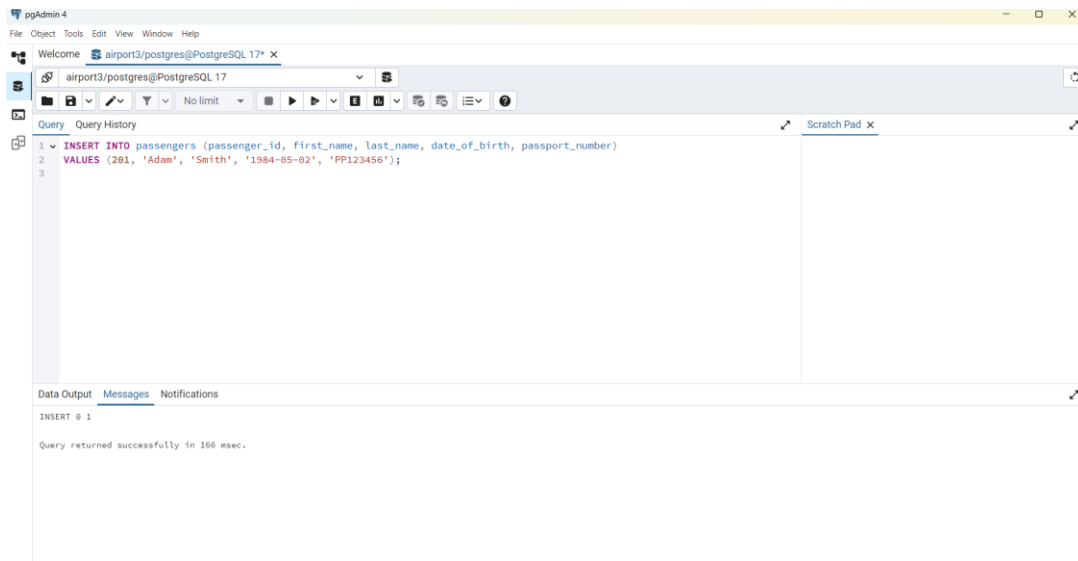 pgAdmin 4
File Object Tools Edit View Window Help
Welcome airport3/postgres@PostgreSQL 17*
airport3/postgres@PostgreSQL 17
No limit
E
Query Query History
Scratch Pad
1 INSERT INTO passengers (passenger_id, first_name, last_name, date_of_birth, passport_number)
2 VALUES (201, 'Adam', 'Smith', '1984-05-02', 'PP123456');
3
Data Output Messages Notifications
INSERT 0 1
Query returned successfully in 166 msec.